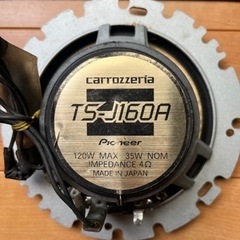 carrozzeria
TS-J160A
Pioneer
120W MAX 35W NOM
IMPEDANCE 4Ω
MADE IN JAPAN